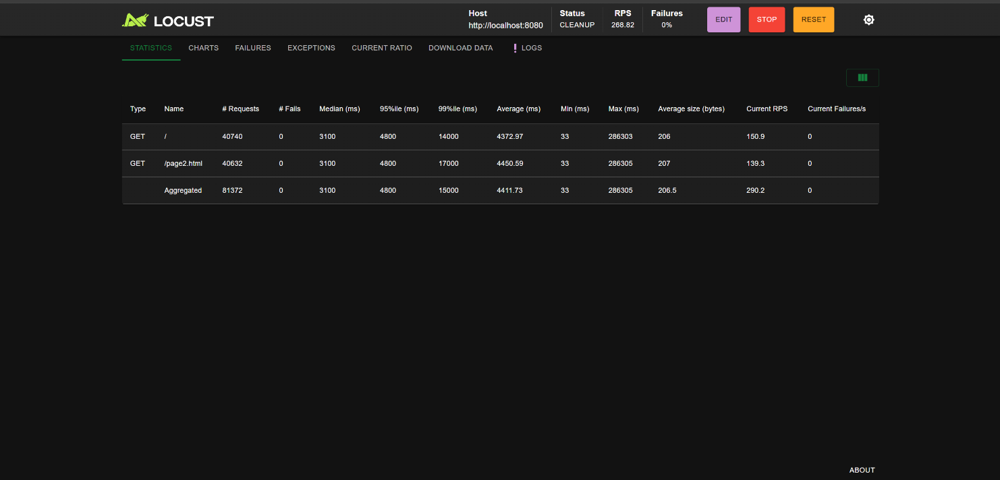 LOCUST
Host
http://localhost:8080
Status
CLEANUP
RPS
268.82
Failures
0%
EDIT
STOP
RESET
STATISTICS CHARTS FAILURES EXCEPTIONS CURRENT RATIO DOWNLOAD DATA ! LOGS
Type Name # Requests # Fails Median (ms) 95%ile (ms) 99%ile (ms) Average (ms) Min (ms) Max (ms) Average size (bytes) Current RPS Current Failures/s
GET / 40740 0 3100 4800 14000 4372.97 33 286303 206 150.9 0
GET /page2.html 40632 0 3100 4800 17000 4450.59 33 286305 207 139.3 0
Aggregated 81372 0 3100 4800 15000 4411.73 33 286305 206.5 290.2 0
ABOUT